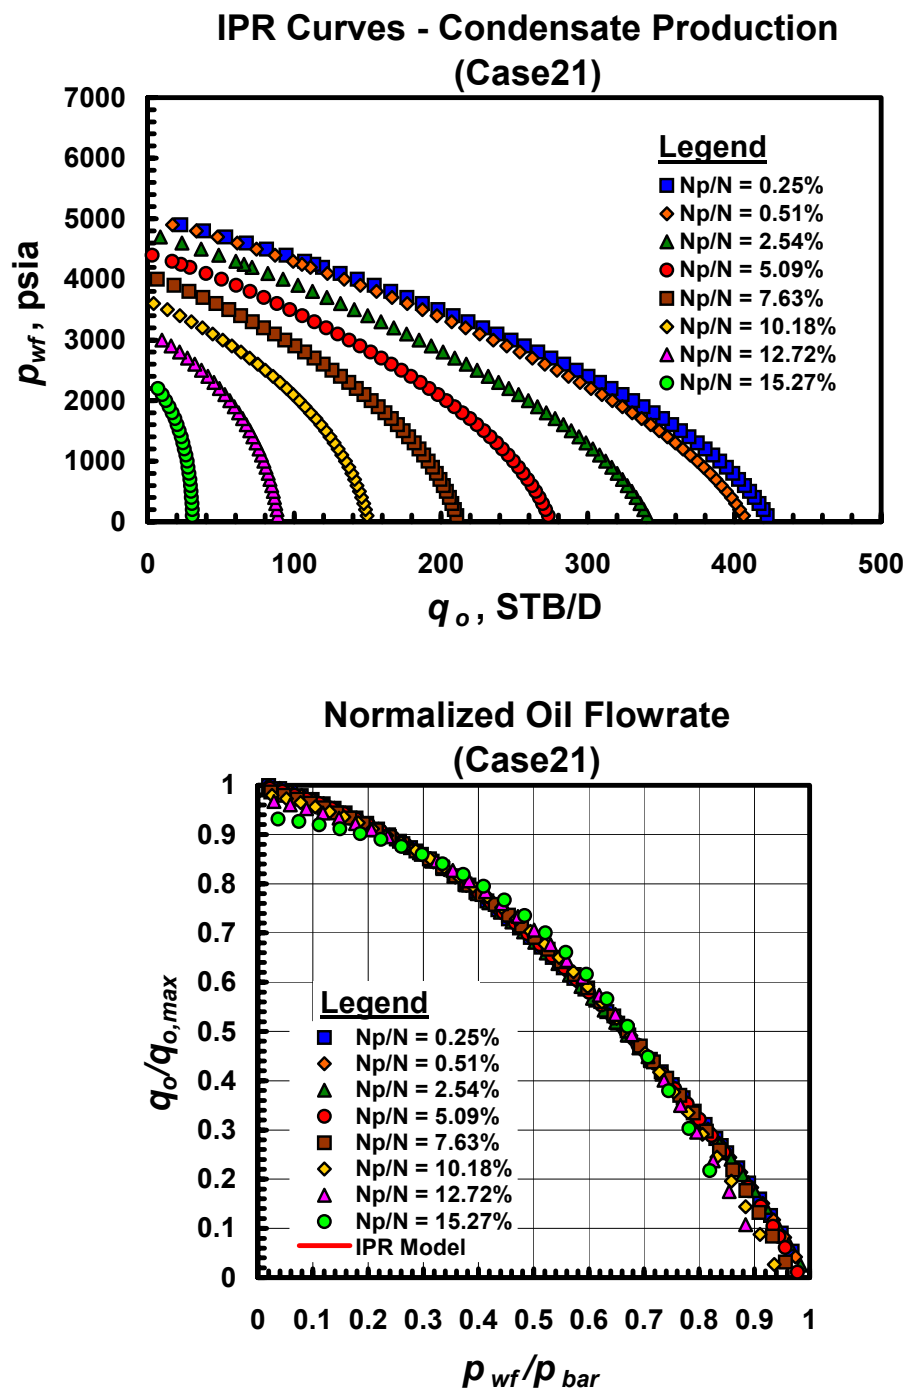 IPR Curves - Condensate Production
(Case21)
7000
6000
5000
4000
3000
2000
1000
0
p wf , psia
Legend
Np/N = 0.25%
Np/N = 0.51%
Np/N = 2.54%
Np/N = 5.09%
Np/N = 7.63%
Np/N = 10.18%
Np/N = 12.72%
Np/N = 15.27%
0 100 200 300 400 500
q o , STB/D
Normalized Oil Flowrate
(Case21)
1
0.9
0.8
0.7
0.6
0.5
0.4
0.3
0.2
0.1
0
q o /q o,max
Legend
Np/N = 0.25%
Np/N = 0.51%
Np/N = 2.54%
Np/N = 5.09%
Np/N = 7.63%
Np/N = 10.18%
Np/N = 12.72%
Np/N = 15.27%
IPR Model
0 0.1 0.2 0.3 0.4 0.5 0.6 0.7 0.8 0.9 1
p wf /p bar